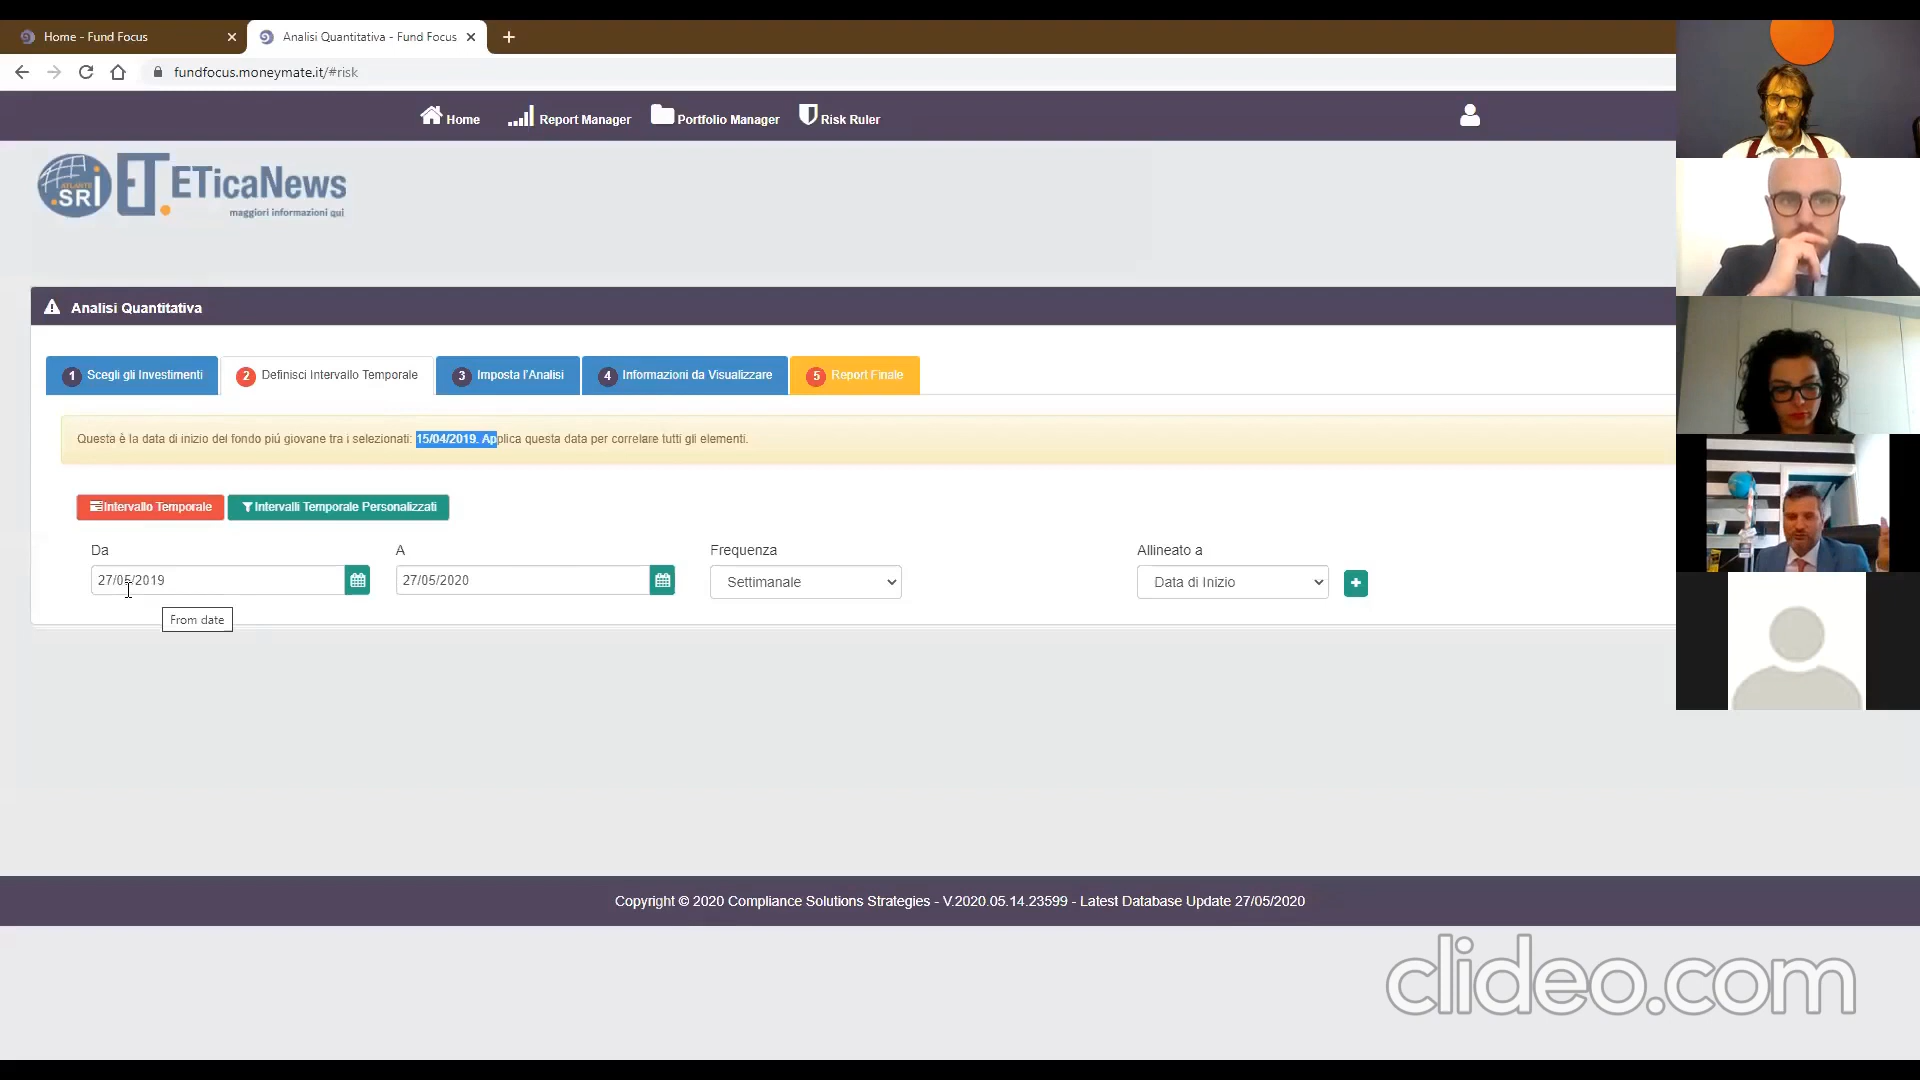 Home - Fund Focus
Analisi Quantitativa - Fund Focus
fundfocus.moneymate.it/#risk
Home
Report Manager
Portfolio Manager
Risk Ruler
ATLANTE
.SRI
ET.
ETicaNews
maggiori informazioni qui
Analisi Quantitativa
1 Scegli gli Investimenti
2 Definisci Intervallo Temporale
3 Imposta l'Analisi
4 Informazioni da Visualizzare
5 Report Finale
Questa è la data di inizio del fondo piú giovane tra i selezionati: 15/04/2019. Applica questa data per correlare tutti gli elementi.
Intervallo Temporale
Intervalli Temporale Personalizzati
Da
A
Frequenza
Allineato a
27/05/2019
27/05/2020
Settimanale
Data di Inizio
From date
Copyright © 2020 Compliance Solutions Strategies - V.2020.05.14.23599 - Latest Database Update 27/05/2020
clideo.com